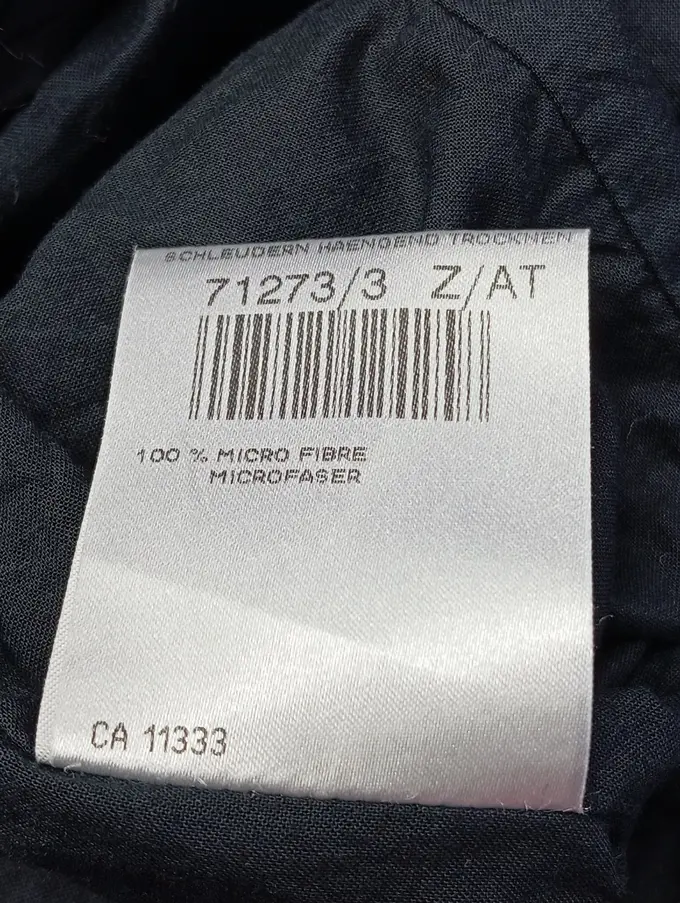 SCHLEUDERN HAENGEND TROCKNEN
71273/3 Z/AT
100 % MICRO FIBRE
MICROFASER
CA 11333